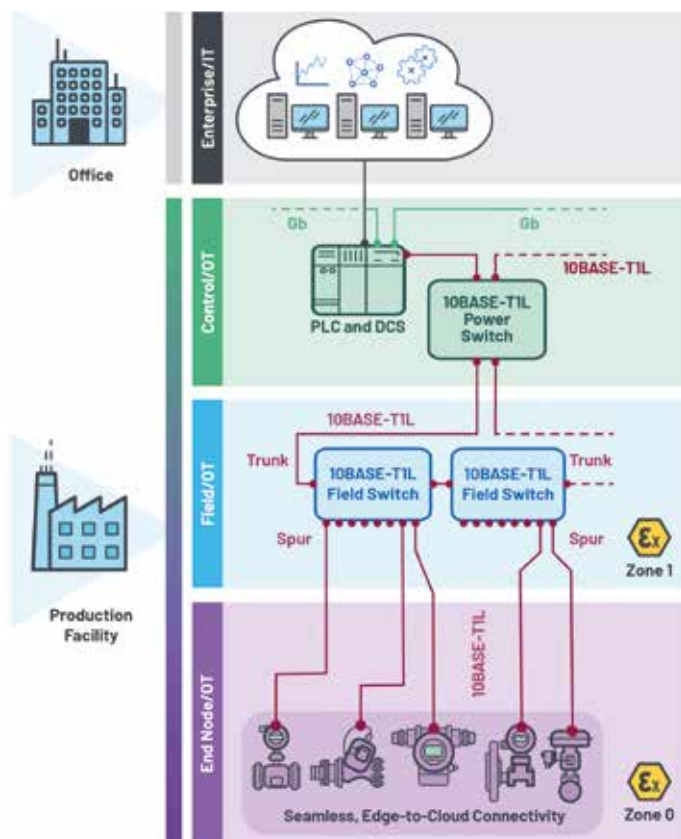 Office
Enterprise/IT
Control/OT
Gb
Gb
PLC and DCS
10BASE-T1L
10BASE-T1L
Power
Switch
Production
Facility
Field/OT
10BASE-T1L
Trunk
10BASE-T1L
Field Switch
10BASE-T1L
Field Switch
Trunk
Spur
Spur
Ex
Zone 1
End Node/OT
10BASE-T1L
Seamless, Edge-to-Cloud Connectivity
Ex
Zone 0